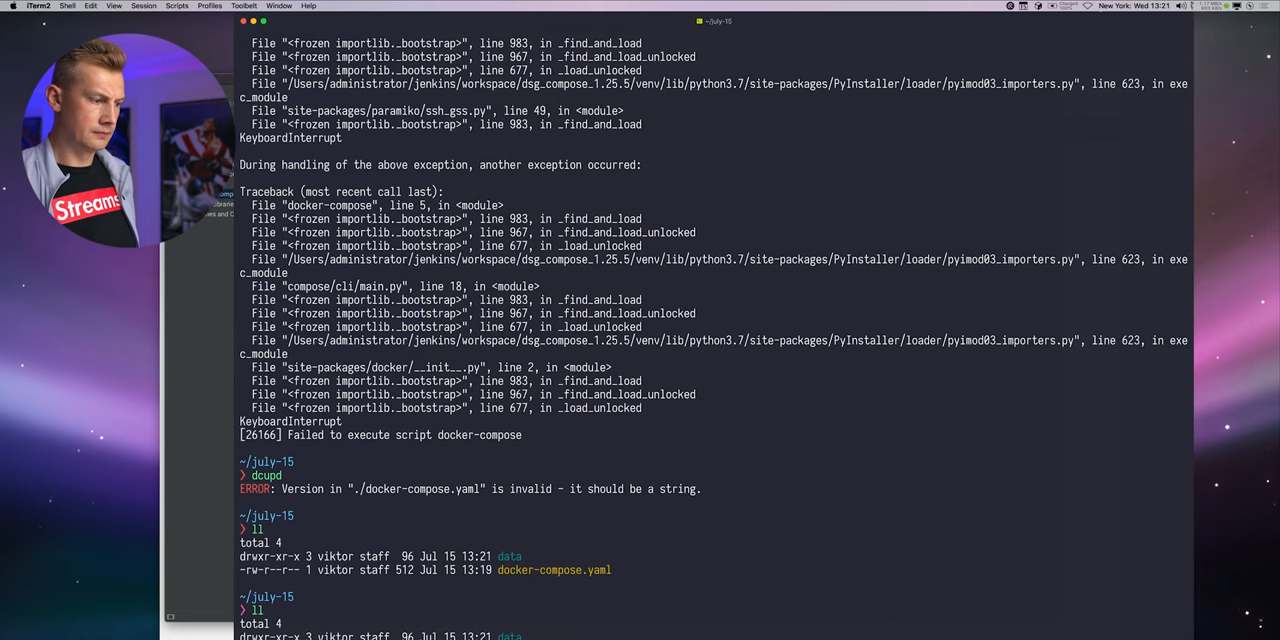 iTerm2 Shell Edit View Session Scripts Profiles Toolbelt Window Help
New York: Wed 13:21
~/july-15
File "<frozen importlib._bootstrap>", line 983, in _find_and_load
File "<frozen importlib._bootstrap>", line 967, in _find_and_load_unlocked
File "<frozen importlib._bootstrap>", line 677, in _load_unlocked
File "/Users/administrator/jenkins/workspace/dsg_compose_1.25.5/venv/lib/python3.7/site-packages/PyInstaller/loader/pyimod03_importers.py", line 623, in exe
c_module
File "site-packages/paramiko/ssh_gss.py", line 49, in <module>
File "<frozen importlib._bootstrap>", line 983, in _find_and_load
KeyboardInterrupt
During handling of the above exception, another exception occurred:
Traceback (most recent call last):
File "docker-compose", line 5, in <module>
File "<frozen importlib._bootstrap>", line 983, in _find_and_load
File "<frozen importlib._bootstrap>", line 967, in _find_and_load_unlocked
File "<frozen importlib._bootstrap>", line 677, in _load_unlocked
File "/Users/administrator/jenkins/workspace/dsg_compose_1.25.5/venv/lib/python3.7/site-packages/PyInstaller/loader/pyimod03_importers.py", line 623, in exe
c_module
File "compose/cli/main.py", line 18, in <module>
File "<frozen importlib._bootstrap>", line 983, in _find_and_load
File "<frozen importlib._bootstrap>", line 967, in _find_and_load_unlocked
File "<frozen importlib._bootstrap>", line 677, in _load_unlocked
File "/Users/administrator/jenkins/workspace/dsg_compose_1.25.5/venv/lib/python3.7/site-packages/PyInstaller/loader/pyimod03_importers.py", line 623, in exe
c_module
File "site-packages/docker/__init__.py", line 2, in <module>
File "<frozen importlib._bootstrap>", line 983, in _find_and_load
File "<frozen importlib._bootstrap>", line 967, in _find_and_load_unlocked
File "<frozen importlib._bootstrap>", line 677, in _load_unlocked
KeyboardInterrupt
[26166] Failed to execute script docker-compose
~/july-15
❯ dcupd
ERROR: Version in "./docker-compose.yaml" is invalid - it should be a string.
~/july-15
❯ ll
total 4
drwxr-xr-x 3 viktor staff  96 Jul 15 13:21 data
-rw-r--r-- 1 viktor staff 512 Jul 15 13:19 docker-compose.yaml
~/july-15
❯ ll
total 4
drwxr-xr-x 3 viktor staff  96 Jul 15 13:21 data
Streams